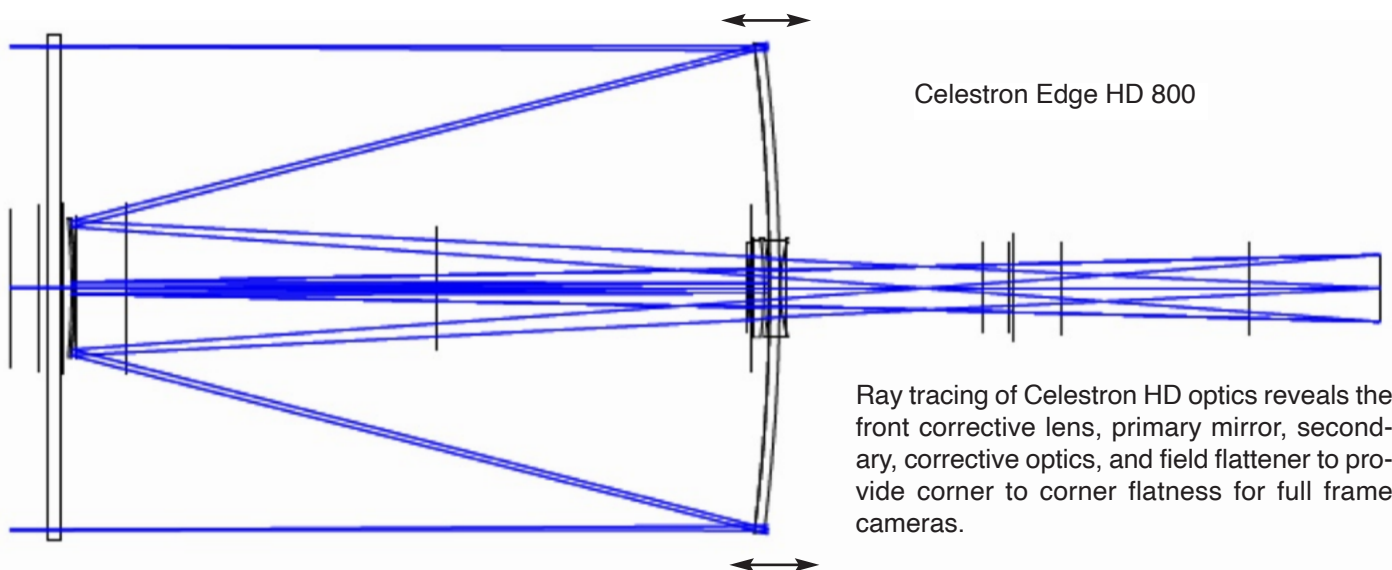 Celestron Edge HD 800
Ray tracing of Celestron HD optics reveals the
front corrective lens, primary mirror, second-
ary, corrective optics, and field flattener to pro-
vide corner to corner flatness for full frame
cameras.